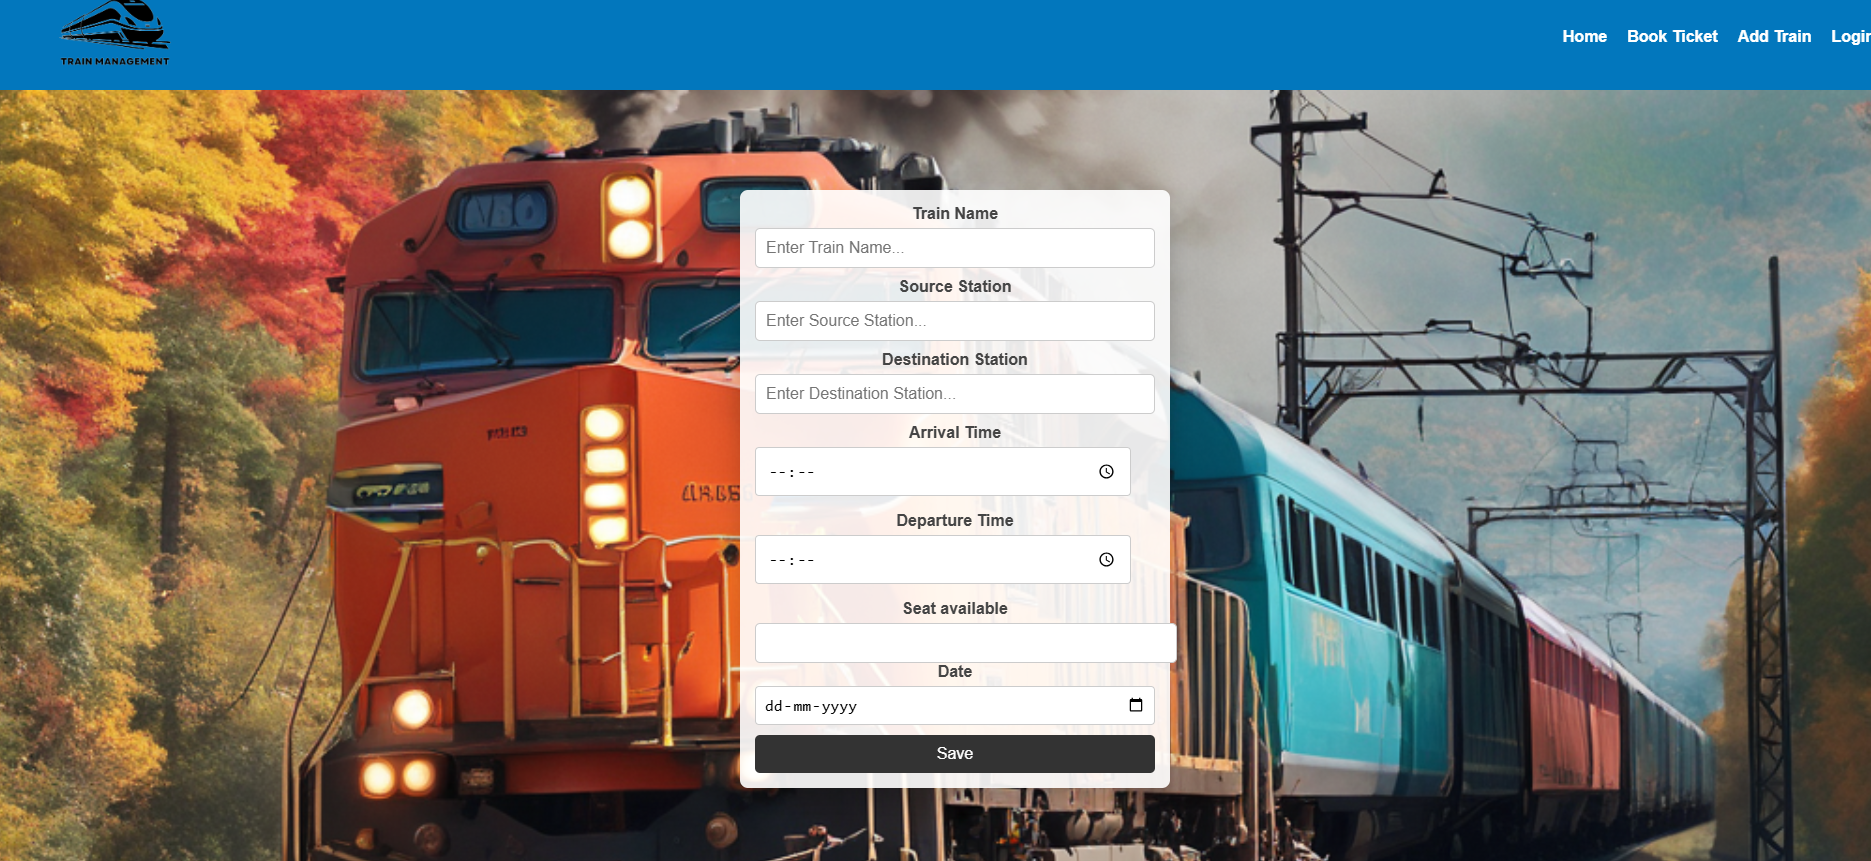 TRAIN MANAGEMENT
Home Book Ticket Add Train Login
Train Name
Enter Train Name...
Source Station
Enter Source Station...
Destination Station
Enter Destination Station...
Arrival Time
--:--
Departure Time
--:--
Seat available
Date
dd-mm-yyyy
Save